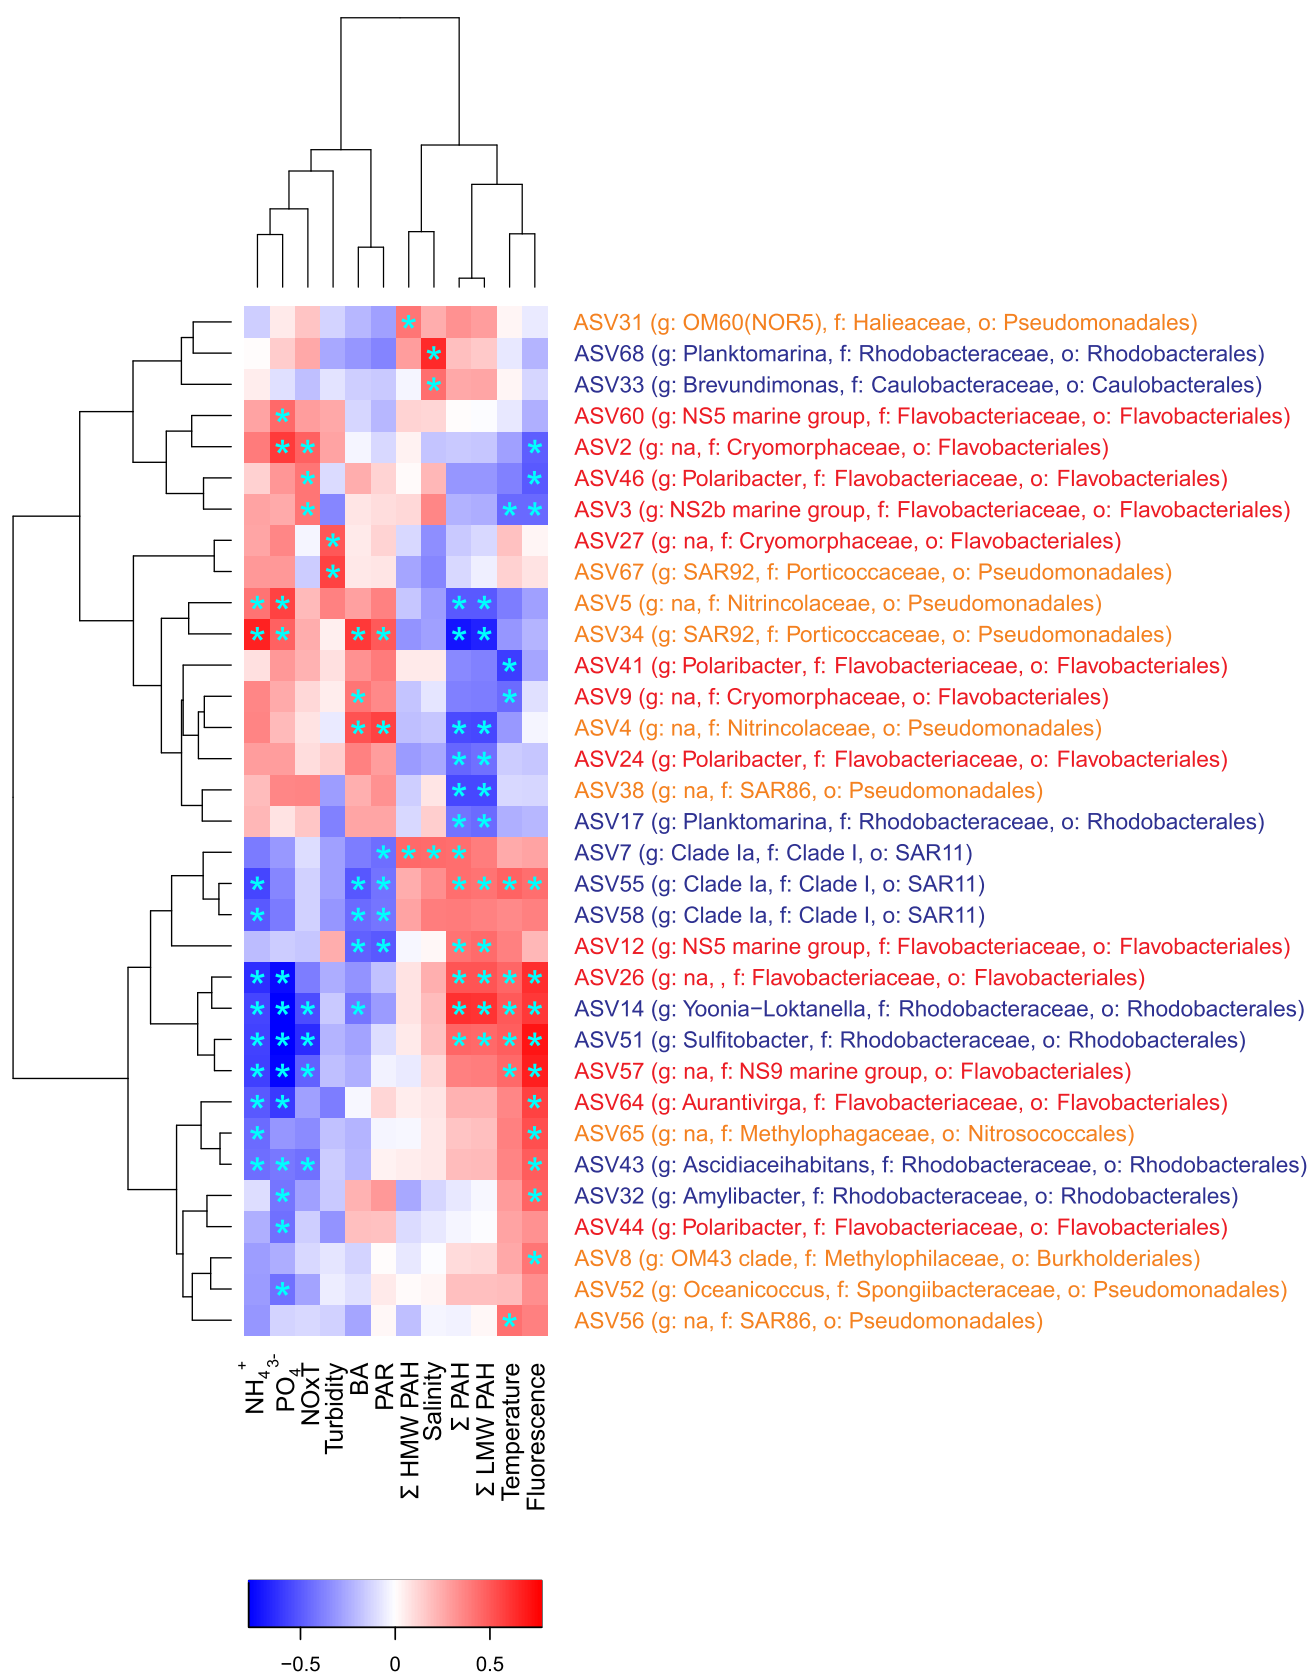 ASV31 (g: OM60(NOR5), f: Halieaceae, o: Pseudomonadales)
ASV68 (g: Planktomarina, f: Rhodobacteraceae, o: Rhodobacterales)
ASV33 (g: Brevundimonas, f: Caulobacteraceae, o: Caulobacterales)
ASV60 (g: NS5 marine group, f: Flavobacteriaceae, o: Flavobacteriales)
ASV2 (g: na, f: Cryomorphaceae, o: Flavobacteriales)
ASV46 (g: Polaribacter, f: Flavobacteriaceae, o: Flavobacteriales)
ASV3 (g: NS2b marine group, f: Flavobacteriaceae, o: Flavobacteriales)
ASV27 (g: na, f: Cryomorphaceae, o: Flavobacteriales)
ASV67 (g: SAR92, f: Porticoccaceae, o: Pseudomonadales)
ASV5 (g: na, f: Nitrincolaceae, o: Pseudomonadales)
ASV34 (g: SAR92, f: Porticoccaceae, o: Pseudomonadales)
ASV41 (g: Polaribacter, f: Flavobacteriaceae, o: Flavobacteriales)
ASV9 (g: na, f: Cryomorphaceae, o: Flavobacteriales)
ASV4 (g: na, f: Nitrincolaceae, o: Pseudomonadales)
ASV24 (g: Polaribacter, f: Flavobacteriaceae, o: Flavobacteriales)
ASV38 (g: na, f: SAR86, o: Pseudomonadales)
ASV17 (g: Planktomarina, f: Rhodobacteraceae, o: Rhodobacterales)
ASV7 (g: Clade Ia, f: Clade I, o: SAR11)
ASV55 (g: Clade Ia, f: Clade I, o: SAR11)
ASV58 (g: Clade Ia, f: Clade I, o: SAR11)
ASV12 (g: NS5 marine group, f: Flavobacteriaceae, o: Flavobacteriales)
ASV26 (g: na, , f: Flavobacteriaceae, o: Flavobacteriales)
ASV14 (g: Yoonia−Loktanella, f: Rhodobacteraceae, o: Rhodobacterales)
ASV51 (g: Sulfitobacter, f: Rhodobacteraceae, o: Rhodobacterales)
ASV57 (g: na, f: NS9 marine group, o: Flavobacteriales)
ASV64 (g: Aurantivirga, f: Flavobacteriaceae, o: Flavobacteriales)
ASV65 (g: na, f: Methylophagaceae, o: Nitrosococcales)
ASV43 (g: Ascidiaceihabitans, f: Rhodobacteraceae, o: Rhodobacterales)
ASV32 (g: Amylibacter, f: Rhodobacteraceae, o: Rhodobacterales)
ASV44 (g: Polaribacter, f: Flavobacteriaceae, o: Flavobacteriales)
ASV8 (g: OM43 clade, f: Methylophilaceae, o: Burkholderiales)
ASV52 (g: Oceanicoccus, f: Spongiibacteraceae, o: Pseudomonadales)
ASV56 (g: na, f: SAR86, o: Pseudomonadales)
NH4+
PO43-
NOxT
Turbidity
BA
PAR
Σ HMW PAH
Salinity
Σ PAH
Σ LMW PAH
Temperature
Fluorescence
−0.5 0 0.5